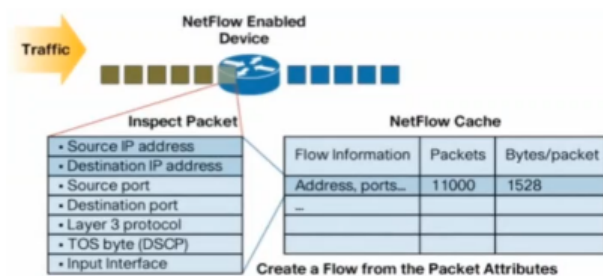 NetFlow Enabled
Device
Traffic
Inspect Packet
• Source IP address
• Destination IP address
• Source port
• Destination port
• Layer 3 protocol
• TOS byte (DSCP)
• Input Interface
NetFlow Cache
Flow Information Packets Bytes/packet
Address, ports... 11000 1528
...
Create a Flow from the Packet Attributes